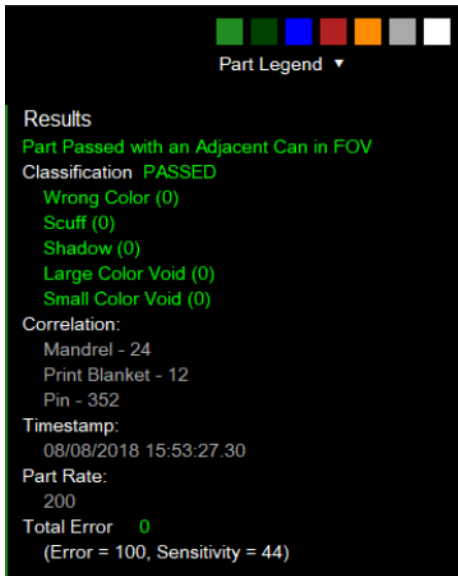 Part Legend ▼
Results
Part Passed with an Adjacent Can in FOV
Classification PASSED
Wrong Color (0)
Scuff (0)
Shadow (0)
Large Color Void (0)
Small Color Void (0)
Correlation:
Mandrel - 24
Print Blanket - 12
Pin - 352
Timestamp:
08/08/2018 15:53:27.30
Part Rate:
200
Total Error 0
(Error = 100, Sensitivity = 44)